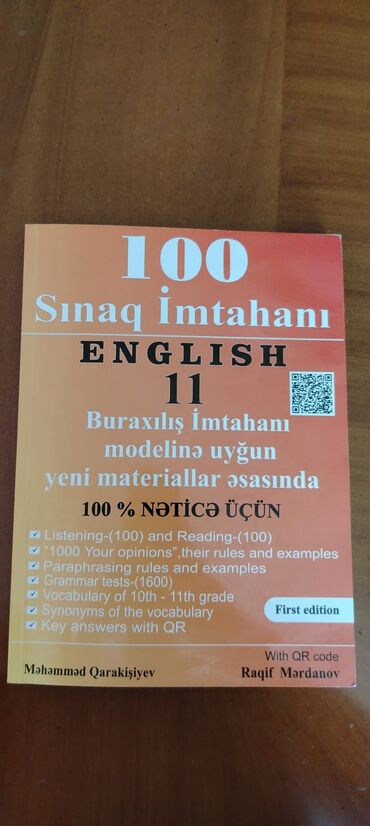 100
Sınaq İmtahanı
ENGLISH
11
Buraxılış İmtahanı
modelinə uyğun
yeni materiallar əsasında
100 % NƏTİCƏ ÜÇÜN
Listening-(100) and Reading-(100)
"1000 Your opinions",their rules and examples
Paraphrasing rules and examples
Grammar tests-(1600)
Vocabulary of 10th - 11th grade
Synonyms of the vocabulary
Key answers with QR
First edition
With QR code
Məhəmməd Qarakişiyev
Raqif Mərdanov